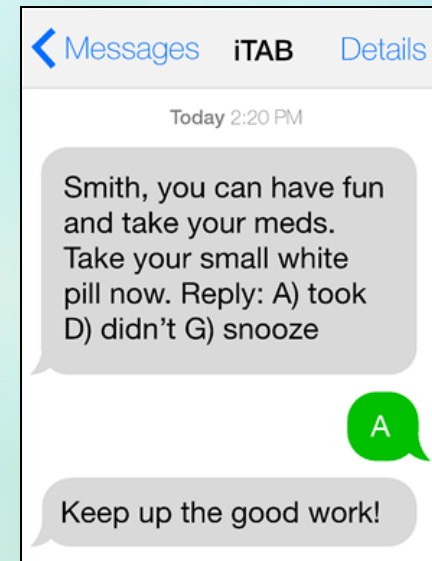 Messages iTAB Details
Today 2:20 PM
Smith, you can have fun
and take your meds.
Take your small white
pill now. Reply: A) took
D) didn’t G) snooze
A
Keep up the good work!